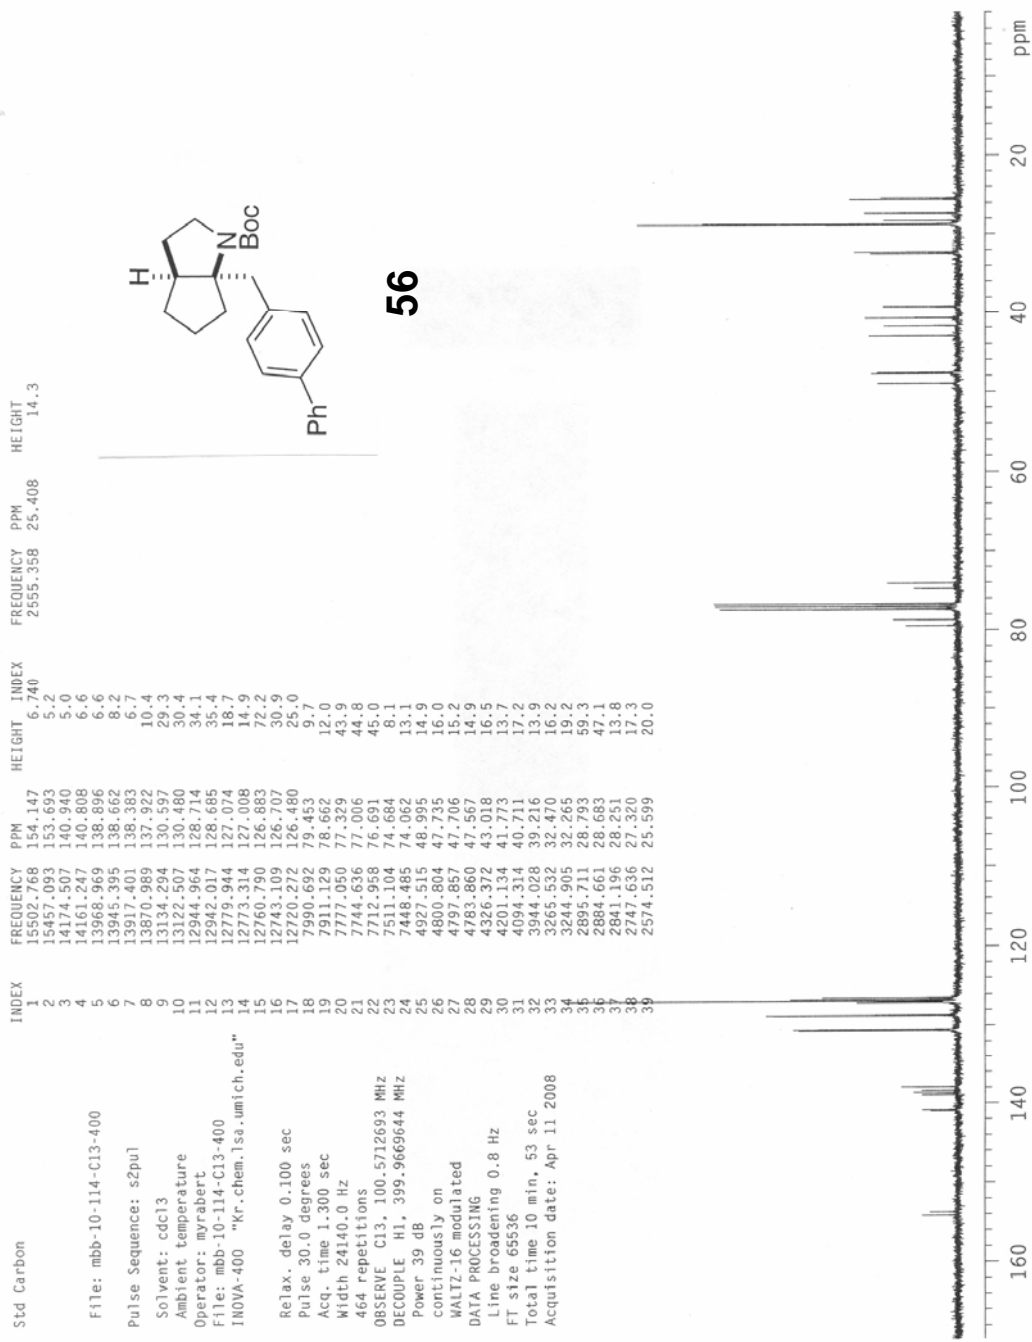 Std Carbon
File: mbb-10-114-C13-400
Pulse Sequence: s2pul
Solvent: cdcl3
Ambient temperature
Operator: myrabert
File: mbb-10-114-C13-400
INOVA-400 "Kr.chem.lsa.umich.edu"
Relax. delay 0.100 sec
Pulse 30.0 degrees
Acq. time 1.300 sec
Width 24140.0 Hz
464 repetitions
OBSERVE C13, 100.5712693 MHz
DECOUPLE H1, 399.9669644 MHz
Power 39 dB
continuously on
WALTZ-16 modulated
DATA PROCESSING
Line broadening 0.8 Hz
FT size 65536
Total time 10 min, 53 sec
Acquisition date: Apr 11 2008
INDEX FREQUENCY PPM HEIGHT INDEX FREQUENCY PPM HEIGHT
1 15502.768 154.147 6.740 2555.358 25.408 14.3
2 15457.093 153.693 5.2
3 14174.507 140.940 5.0
4 14161.247 140.808 6.6
5 13968.969 138.896 6.6
6 13945.395 138.662 8.2
7 13917.401 138.383 6.7
8 13870.989 137.922 10.4
9 13134.294 130.597 29.3
10 13122.507 130.480 30.4
11 12944.964 128.714 34.1
12 12942.017 128.685 35.4
13 12779.944 127.074 18.7
14 12773.314 127.008 14.9
15 12760.790 126.883 72.2
16 12743.109 126.707 30.9
17 12720.272 126.480 25.0
18 7990.692 79.453 9.7
19 7911.129 78.662 12.0
20 7777.050 77.329 43.9
21 7744.636 77.006 44.8
22 7712.958 76.691 45.0
23 7511.104 74.684 8.1
24 7448.485 74.062 13.1
25 4927.515 48.995 14.9
26 4800.804 47.735 16.0
27 4797.857 47.706 15.2
28 4783.860 47.567 14.9
29 4326.372 43.018 16.5
30 4201.134 41.773 13.7
31 4094.314 40.711 17.2
32 3944.028 39.216 13.9
33 3265.532 32.470 16.2
34 3244.905 32.265 19.2
35 2895.711 28.793 59.3
36 2884.661 28.683 47.1
37 2841.196 28.251 13.8
38 2747.636 27.320 17.3
39 2574.512 25.599 20.0
H
N
Boc
Ph
56
160 140 120 100 80 60 40 20 ppm